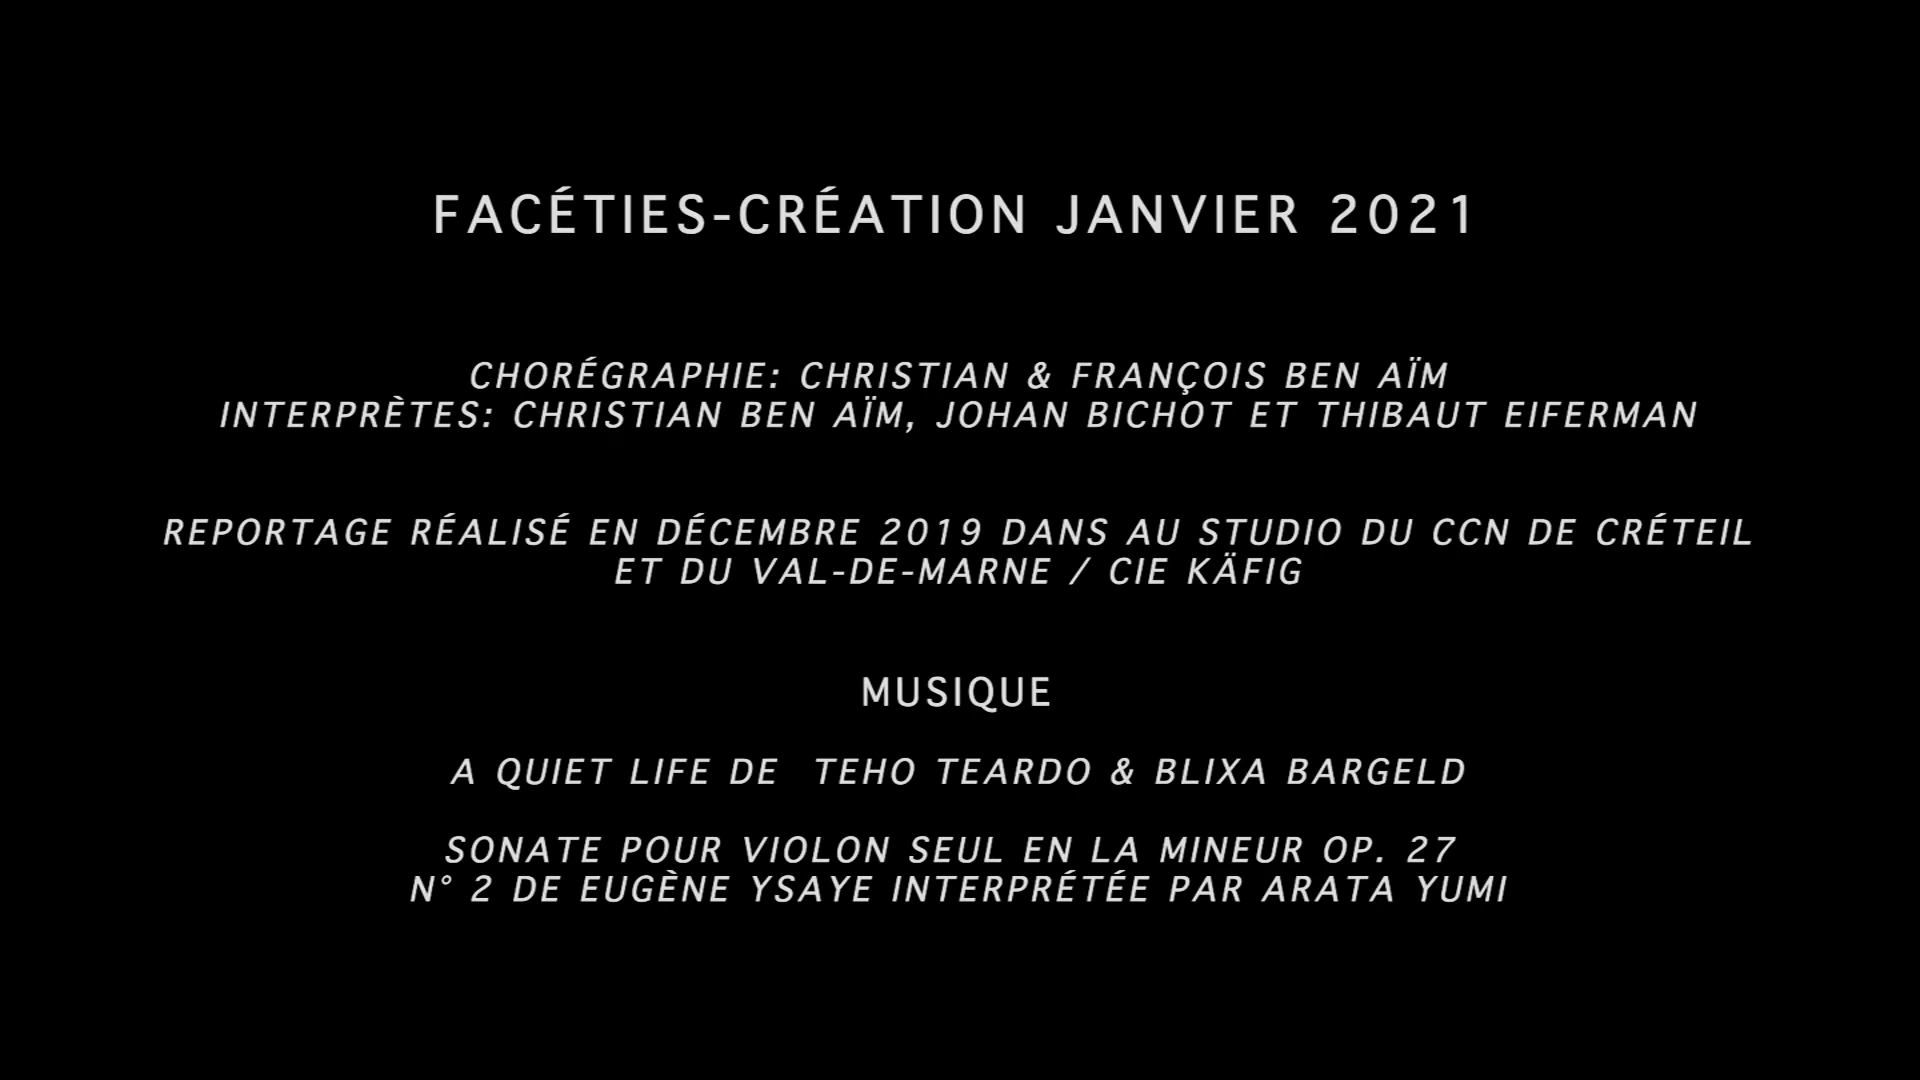 FACÉTIES-CRÉATION JANVIER 2021
CHORÉGRAPHIE: CHRISTIAN & FRANÇOIS BEN AÏM
INTERPRÈTES: CHRISTIAN BEN AÏM, JOHAN BICHOT ET THIBAUT EIFERMAN
REPORTAGE RÉALISÉ EN DÉCEMBRE 2019 DANS AU STUDIO DU CCN DE CRÉTEIL
ET DU VAL-DE-MARNE / CIE KÄFIG
MUSIQUE
A QUIET LIFE DE  TEHO TEARDO & BLIXA BARGELD
SONATE POUR VIOLON SEUL EN LA MINEUR OP. 27
N° 2 DE EUGÈNE YSAYE INTERPRÉTÉE PAR ARATA YUMI